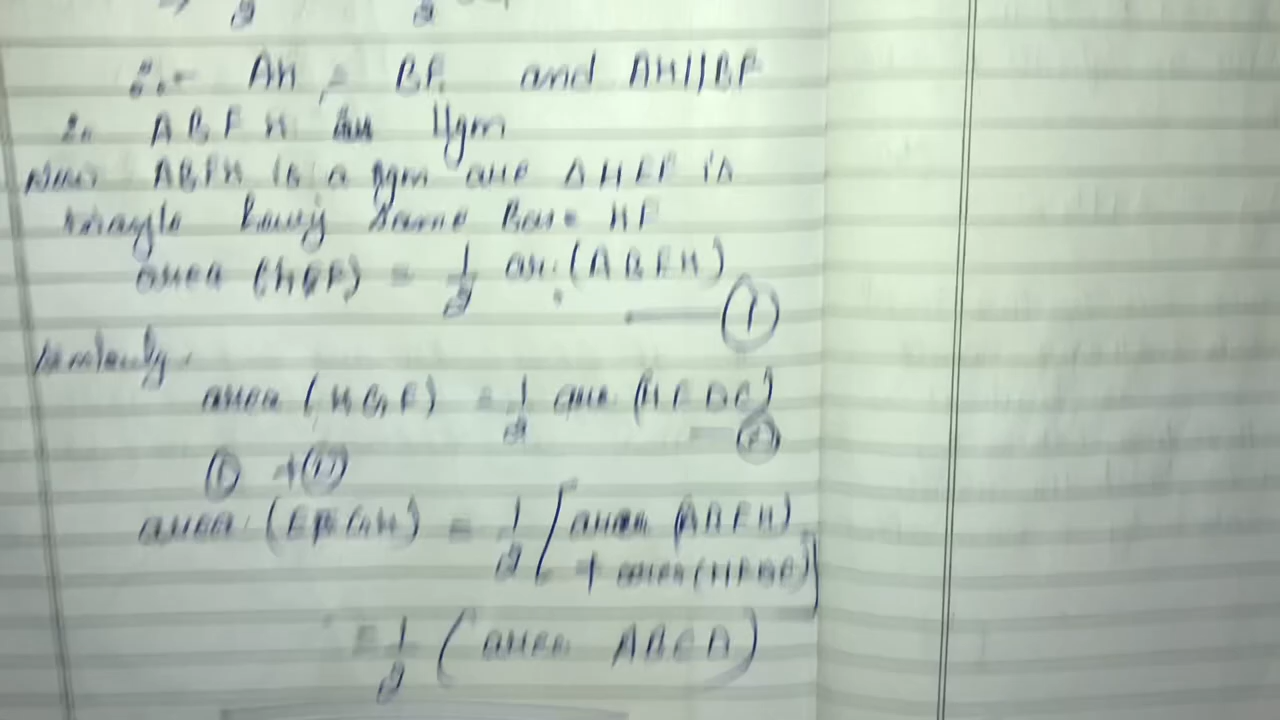 ∴ AH = BF and AH||BF
∴ ABFH is ||gm
Now ABFH is a ||gm and ΔHEF is
triangle having same base HF
area (HEF) = 1/2 ar. (ABFH)
①
Similarly
area (HGF) = 1/2 area (HFDC)
②
① + (ii)
area (EFGH) = 1/2 [area (ABFH)
+ area (HFDC)]
= 1/2 (area ABCD)